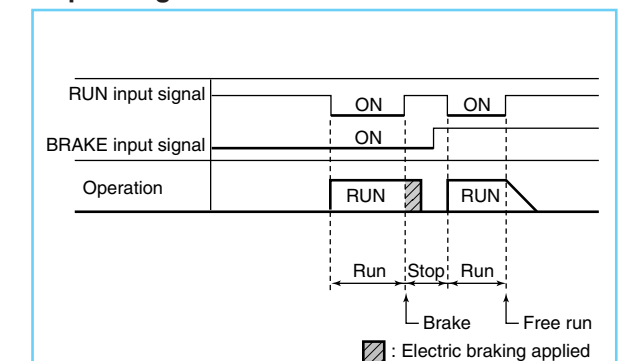 RUN input signal
ON
ON
BRAKE input signal
ON
Operation
RUN
RUN
Run
Stop
Run
Brake
Free run
: Electric braking applied